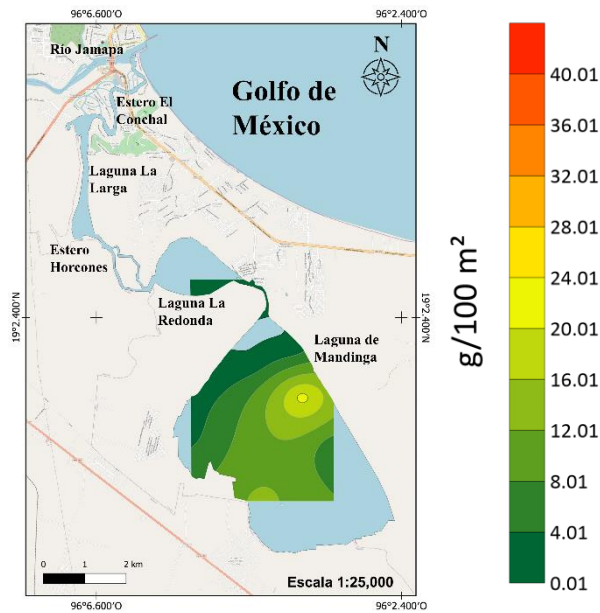 96°6.600'O
96°2.400'O
Río Jamapa
N
Estero El
Conchal
Golfo de
México
Laguna La
Larga
Estero
Horcones
Laguna La
Redonda
Laguna de
Mandinga
19°2.400'N
19°2.400'N
0 1 2 km
Escala 1:25,000
96°6.600'O
96°2.400'O
g/100 m²
40.01
36.01
32.01
28.01
24.01
20.01
16.01
12.01
8.01
4.01
0.01